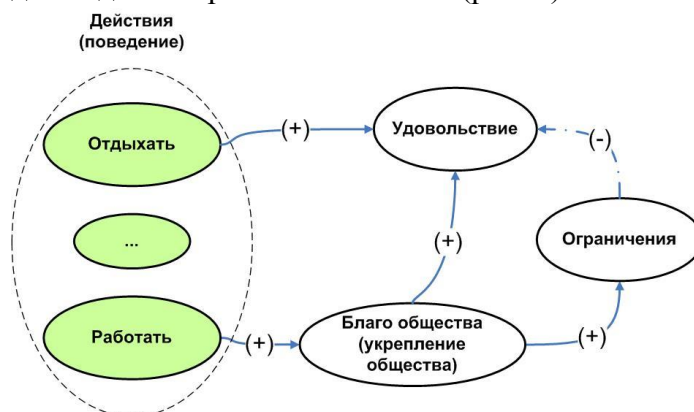 Действия
(поведение)
Отдыхать
(+)
Удовольствие
(-)
...
(+)
Ограничения
Работать
(+)
Благо общества
(укрепление
общества)
(+)